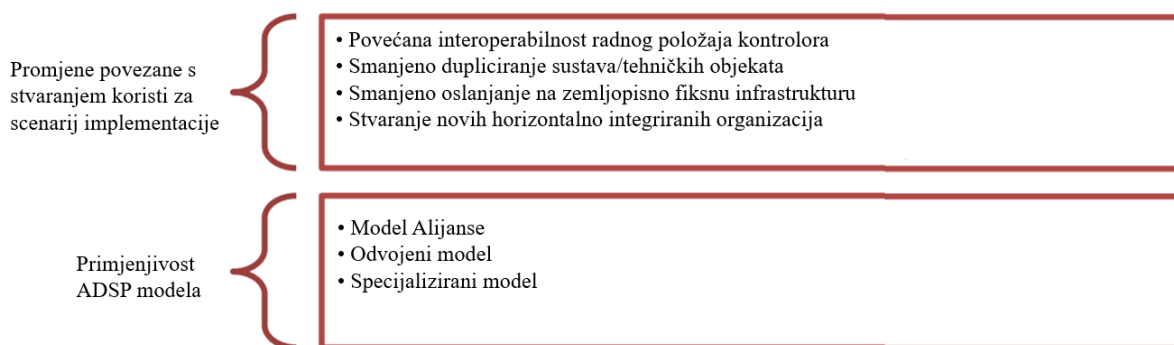 Promjene povezane s
stvaranjem koristi za
scenarij implementacije
• Povećana interoperabilnost radnog položaja kontrolora
• Smanjeno dupliciranje sustava/tehničkih objekata
• Smanjeno oslanjanje na zemljopisno fiksnu infrastrukturu
• Stvaranje novih horizontalno integriranih organizacija
Primjenjivost
ADSP modela
• Model Alijanse
• Odvojeni model
• Specijalizirani model